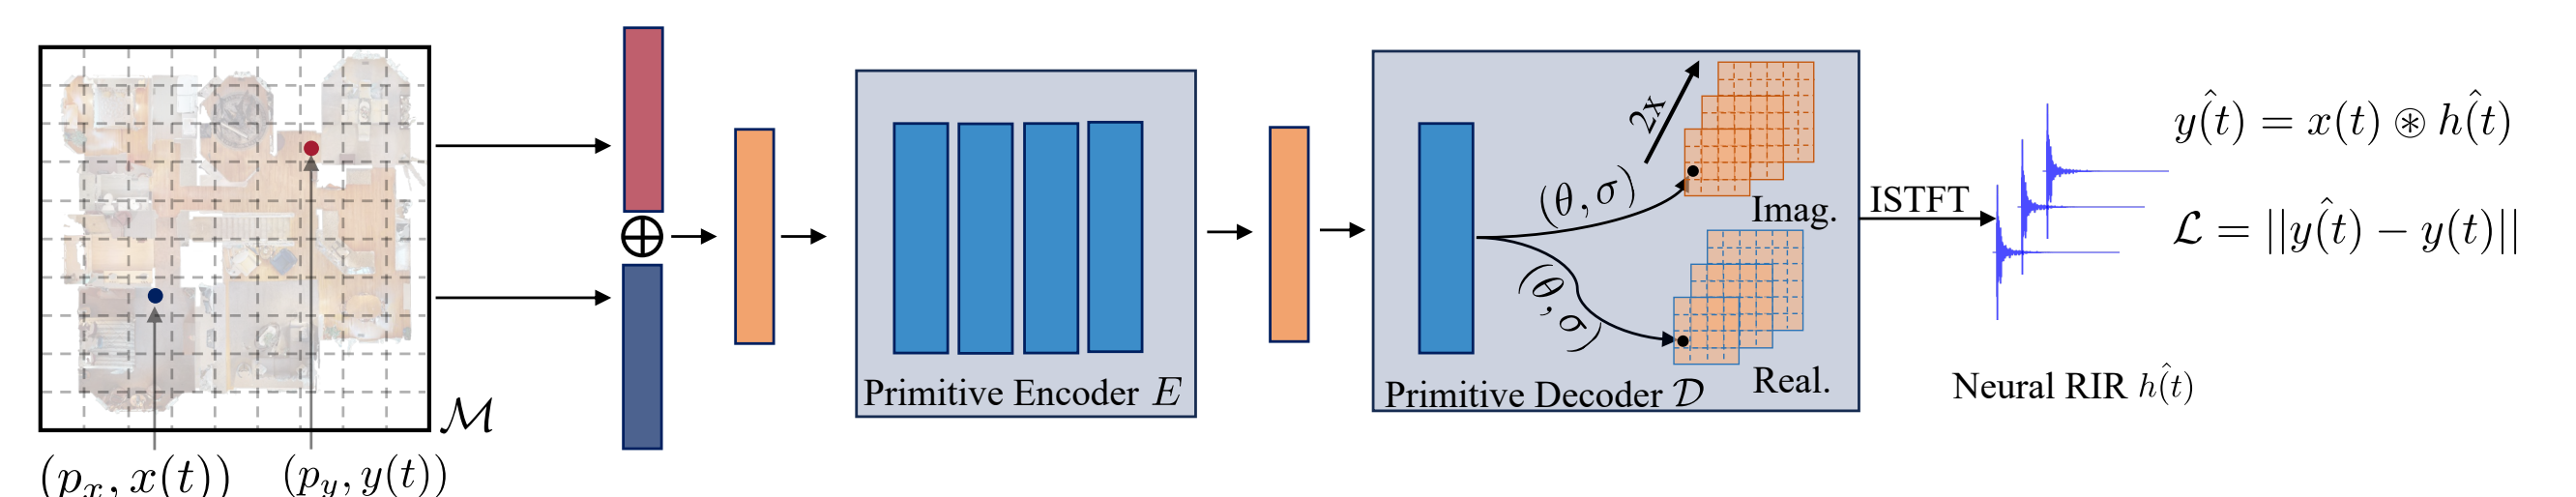 (p_x, x(t))
(p_y, y(t))
ℳ
⊕
Primitive Encoder E
(θ, σ)
2x
Imag.
(θ, σ)
Real.
Primitive Decoder 𝒟
ISTFT
ŷ(t) = x(t) ⊛ ĥ(t)
ℒ = ||ŷ(t) − y(t)||
Neural RIR ĥ(t)